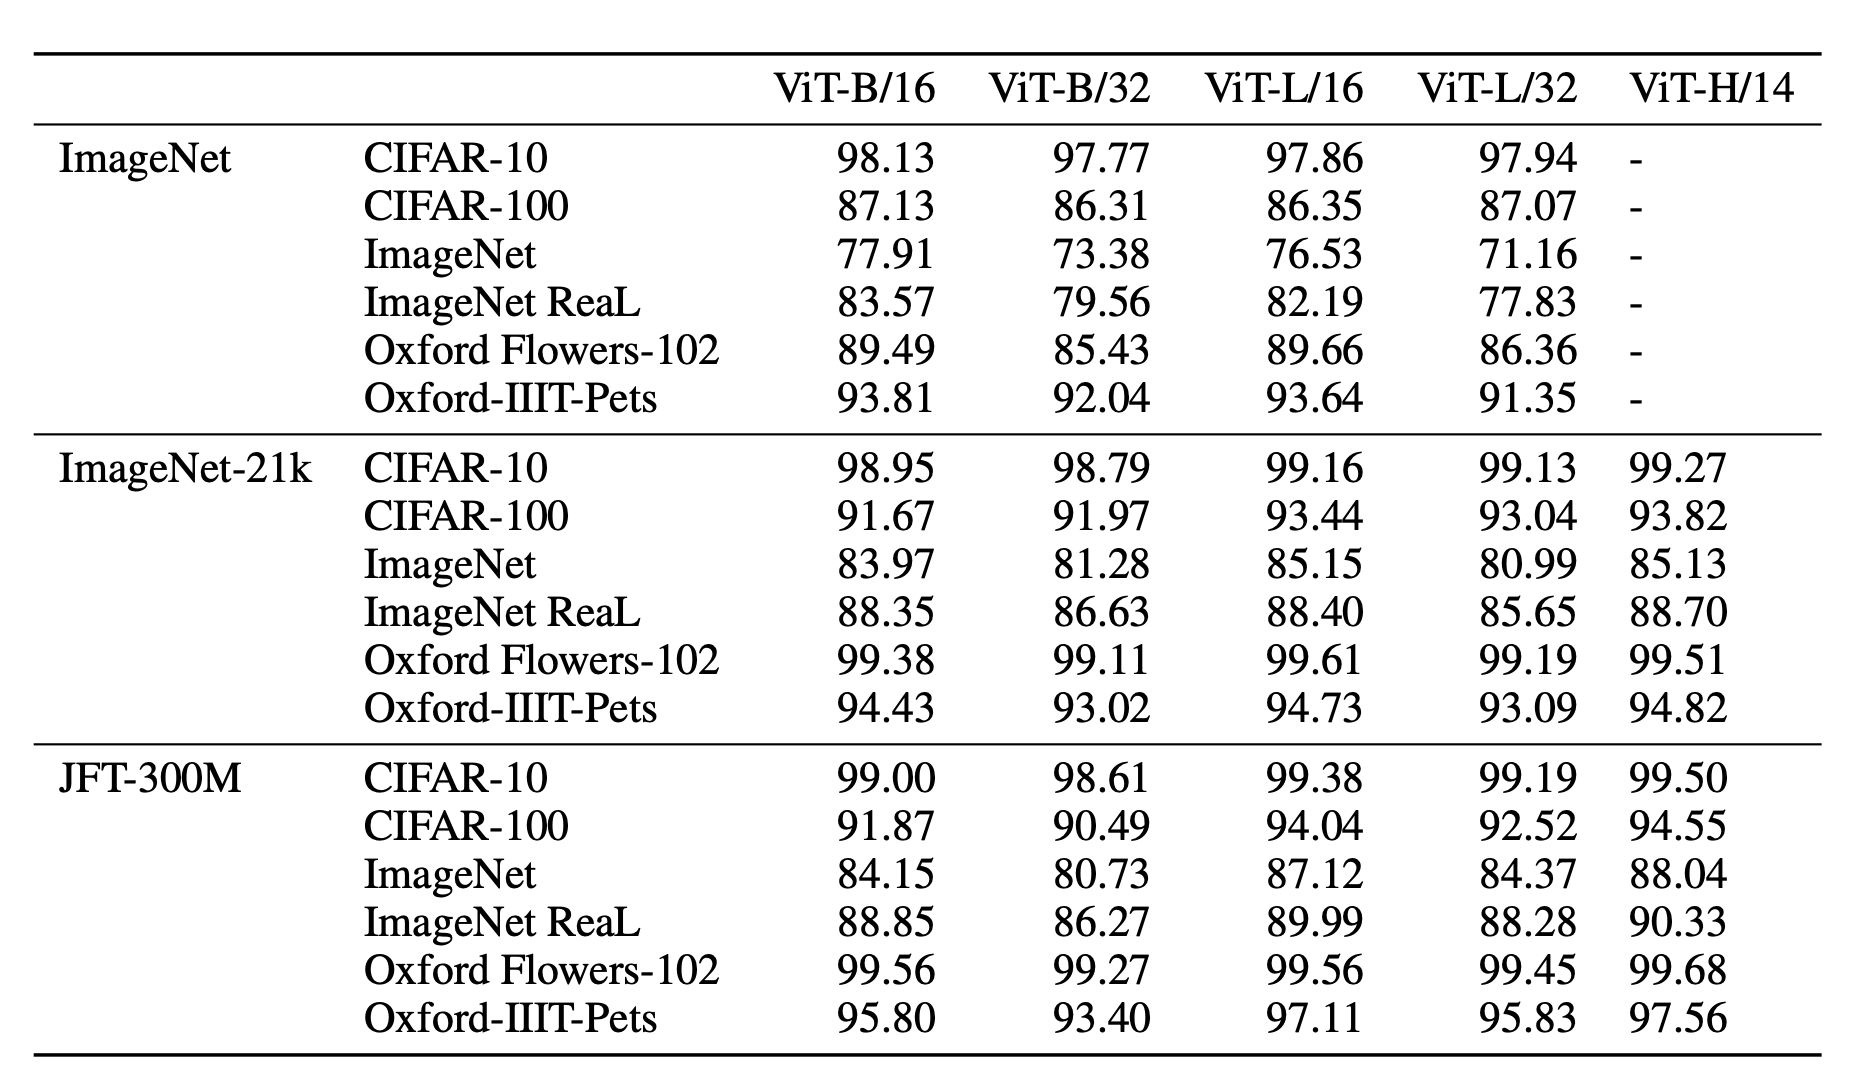 ViT-B/16 ViT-B/32 ViT-L/16 ViT-L/32 ViT-H/14
ImageNet CIFAR-10 98.13 97.77 97.86 97.94 -
CIFAR-100 87.13 86.31 86.35 87.07 -
ImageNet 77.91 73.38 76.53 71.16 -
ImageNet ReaL 83.57 79.56 82.19 77.83 -
Oxford Flowers-102 89.49 85.43 89.66 86.36 -
Oxford-IIIT-Pets 93.81 92.04 93.64 91.35 -
ImageNet-21k CIFAR-10 98.95 98.79 99.16 99.13 99.27
CIFAR-100 91.67 91.97 93.44 93.04 93.82
ImageNet 83.97 81.28 85.15 80.99 85.13
ImageNet ReaL 88.35 86.63 88.40 85.65 88.70
Oxford Flowers-102 99.38 99.11 99.61 99.19 99.51
Oxford-IIIT-Pets 94.43 93.02 94.73 93.09 94.82
JFT-300M CIFAR-10 99.00 98.61 99.38 99.19 99.50
CIFAR-100 91.87 90.49 94.04 92.52 94.55
ImageNet 84.15 80.73 87.12 84.37 88.04
ImageNet ReaL 88.85 86.27 89.99 88.28 90.33
Oxford Flowers-102 99.56 99.27 99.56 99.45 99.68
Oxford-IIIT-Pets 95.80 93.40 97.11 95.83 97.56